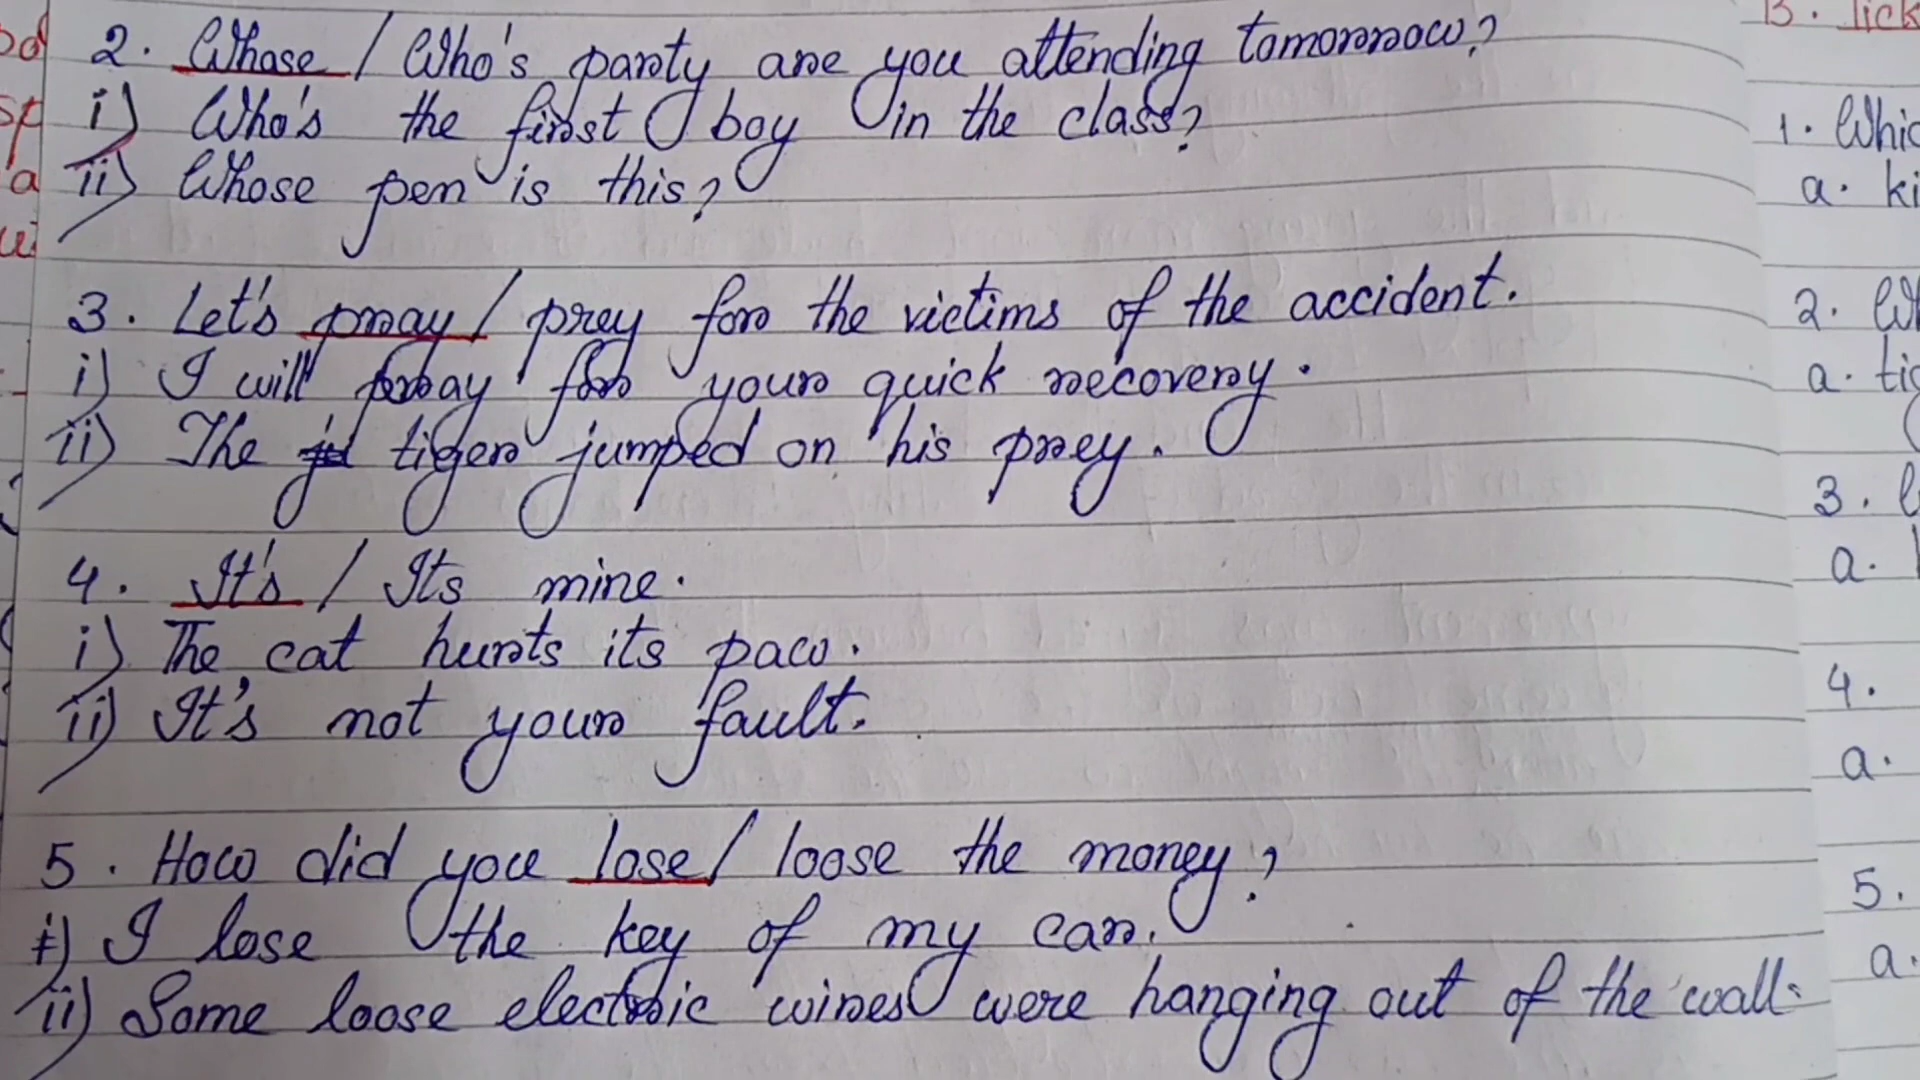 2. Whose / Who's party are you attending tomorrow?
i) Who's the first boy in the class?
ii) Whose pen is this?
3. Let's pray / prey for the victims of the accident.
i) I will pray for your quick recovery.
ii) The tiger jumped on his prey.
4. It's / Its mine.
i) The cat hurts its paw.
ii) It's not your fault.
5. How did you lose / loose the money?
i) I lose the key of my car.
ii) Some loose electric wires were hanging out of the wall.
B. Tick
1. Whic
a. ki
2. Wh
a. tig
3.
a.
4.
a.
5.
a.